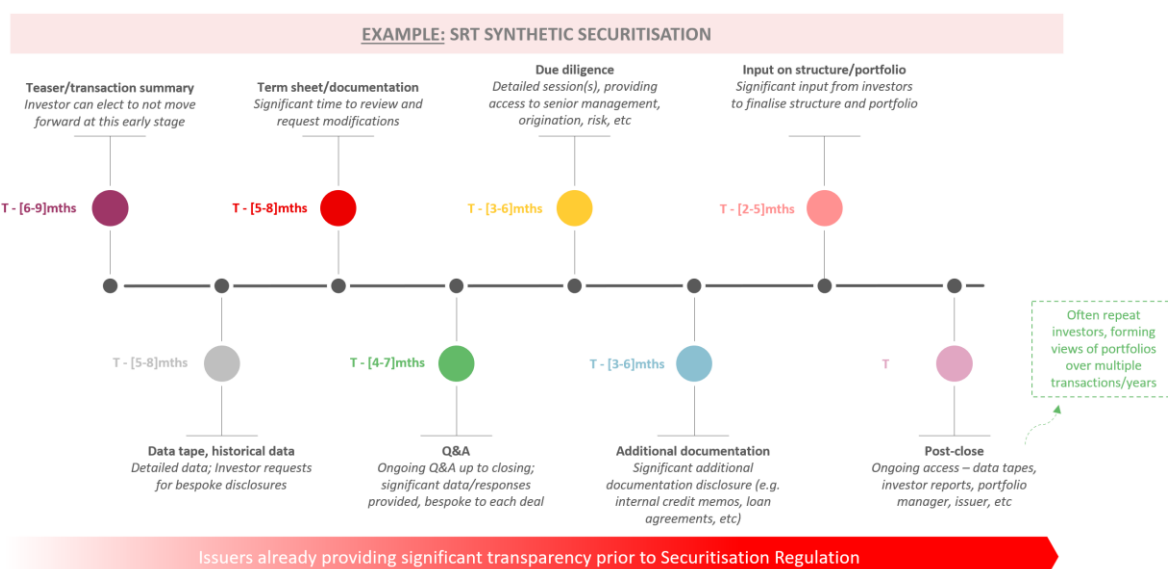 EXAMPLE: SRT SYNTHETIC SECURITISATION
Teaser/transaction summary
Investor can elect to not move
forward at this early stage
T - [6-9]mths
Term sheet/documentation
Significant time to review and
request modifications
T - [5-8]mths
Due diligence
Detailed session(s), providing
access to senior management,
origination, risk, etc
T - [3-6]mths
Input on structure/portfolio
Significant input from investors
to finalise structure and portfolio
T - [2-5]mths
T - [5-8]mths
Data tape, historical data
Detailed data; Investor requests
for bespoke disclosures
T - [4-7]mths
Q&A
Ongoing Q&A up to closing;
significant data/responses
provided, bespoke to each deal
T - [3-6]mths
Additional documentation
Significant additional
documentation disclosure (e.g.
internal credit memos, loan
agreements, etc)
T
Post-close
Ongoing access – data tapes,
investor reports, portfolio
manager, issuer, etc
Often repeat
investors, forming
views of portfolios
over multiple
transactions/years
Issuers already providing significant transparency prior to Securitisation Regulation